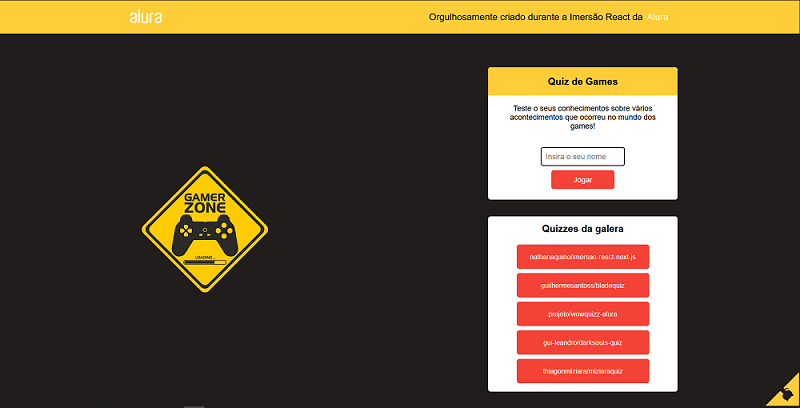 alura
Orgulhosamente criado durante a Imersão React da Alura
GAMER
ZONE
LOADING...
Quiz de Games
Teste o seus conhecimentos sobre vários
acontecimentos que ocorreu no mundo dos
games!
Insira o seu nome
Jogar
Quizzes da galera
nathanaquino/imersao-react-next-js
guilhermesantoss/bladequiz
projeto/wowquizz-alura
gui-leandro/darksouls-quiz
thiagonmiziara/miziaraquiz